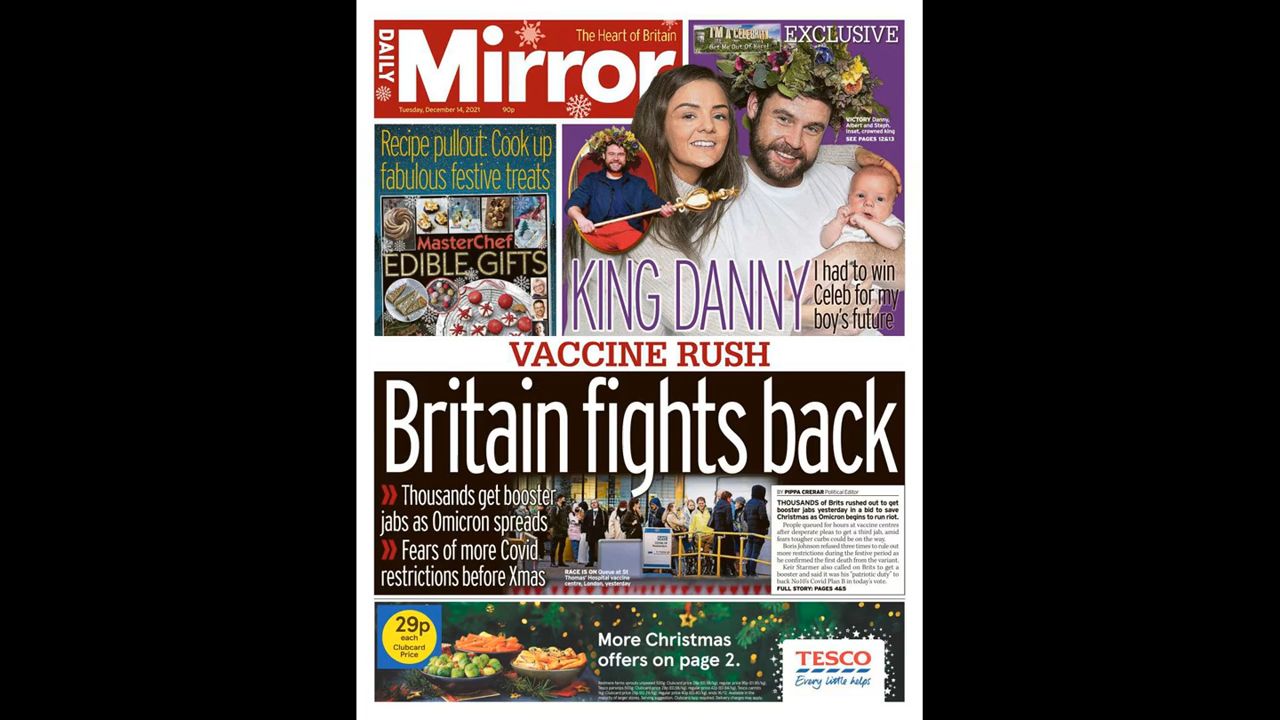 DAILY
Mirror
The Heart of Britain
Tuesday, December 14, 2021 90p
I'M A CELEBRITY
Get Me Out Of Here!
EXCLUSIVE
VICTORY Danny,
Albert and Steph.
Inset, crowned king
SEE PAGES 12&13
Recipe pullout: Cook up
fabulous festive treats
MasterChef
EDIBLE GIFTS
KING DANNY
I had to win
Celeb for my
boy's future
VACCINE RUSH
Britain fights back
» Thousands get booster
jabs as Omicron spreads
» Fears of more Covid
restrictions before Xmas
RACE IS ON Queue at St
Thomas' Hospital vaccine
centre, London, yesterday
BY PIPPA CRERAR Political Editor
THOUSANDS of Brits rushed out to get
booster jabs yesterday in a bid to save
Christmas as Omicron begins to run riot.
People queued for hours at vaccine centres
after desperate pleas to get a third jab, amid
fears tougher curbs could be on the way.
Boris Johnson refused three times to rule out
more restrictions during the festive period as
he confirmed the first death from the variant.
Keir Starmer also called on Brits to get a
booster and said it was his "patriotic duty" to
back No10's Covid Plan B in today's vote.
FULL STORY: PAGES 4&5
29p
each
Clubcard
Price
More Christmas
offers on page 2.
TESCO
Every little helps